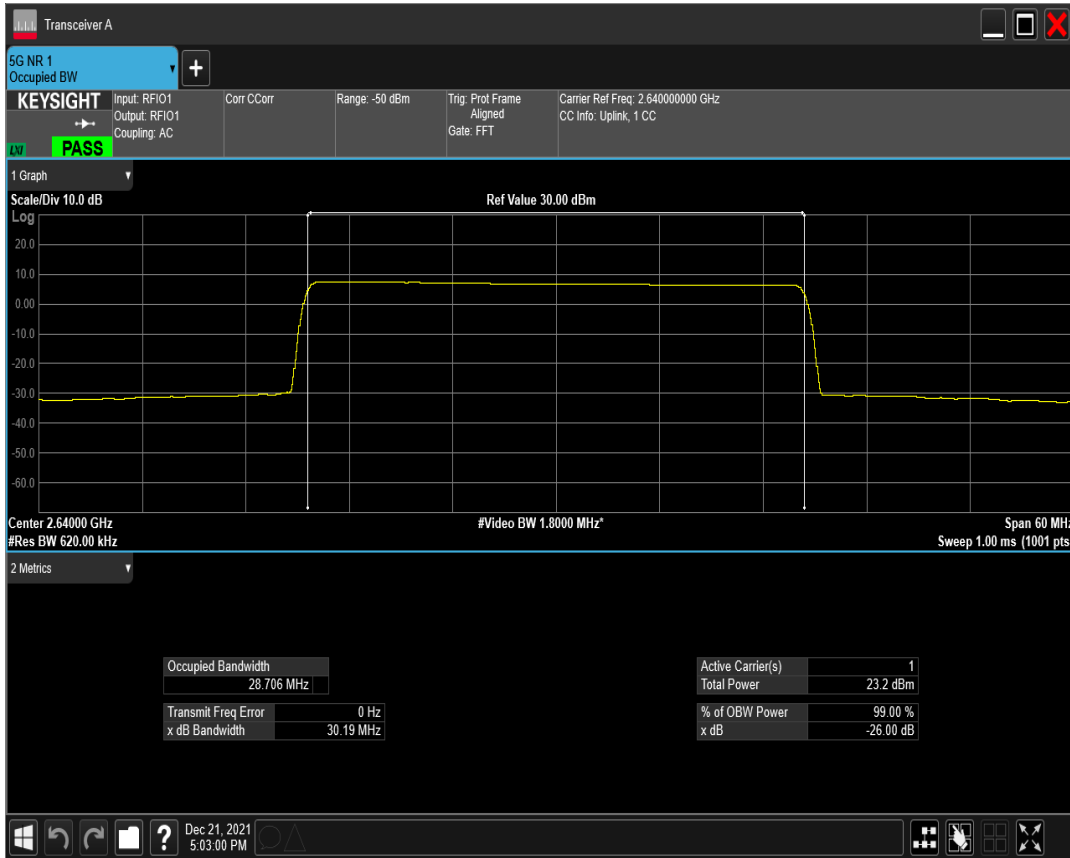 Transceiver A
5G NR 1
Occupied BW
+
KEYSIGHT
LXI
PASS
Input: RFIO1
Output: RFIO1
Coupling: AC
Corr CCorr
Range: -50 dBm
Trig: Prot Frame
Aligned
Gate: FFT
Carrier Ref Freq: 2.640000000 GHz
CC Info: Uplink, 1 CC
1 Graph
Scale/Div 10.0 dB
Ref Value 30.00 dBm
Log
20.0
10.0
0.00
-10.0
-20.0
-30.0
-40.0
-50.0
-60.0
Center 2.64000 GHz
#Video BW 1.8000 MHz*
Span 60 MHz
#Res BW 620.00 kHz
Sweep 1.00 ms (1001 pts
2 Metrics
Occupied Bandwidth
28.706 MHz
Transmit Freq Error 0 Hz
x dB Bandwidth 30.19 MHz
Active Carrier(s) 1
Total Power 23.2 dBm
% of OBW Power 99.00 %
x dB -26.00 dB
?
Dec 21, 2021
5:03:00 PM